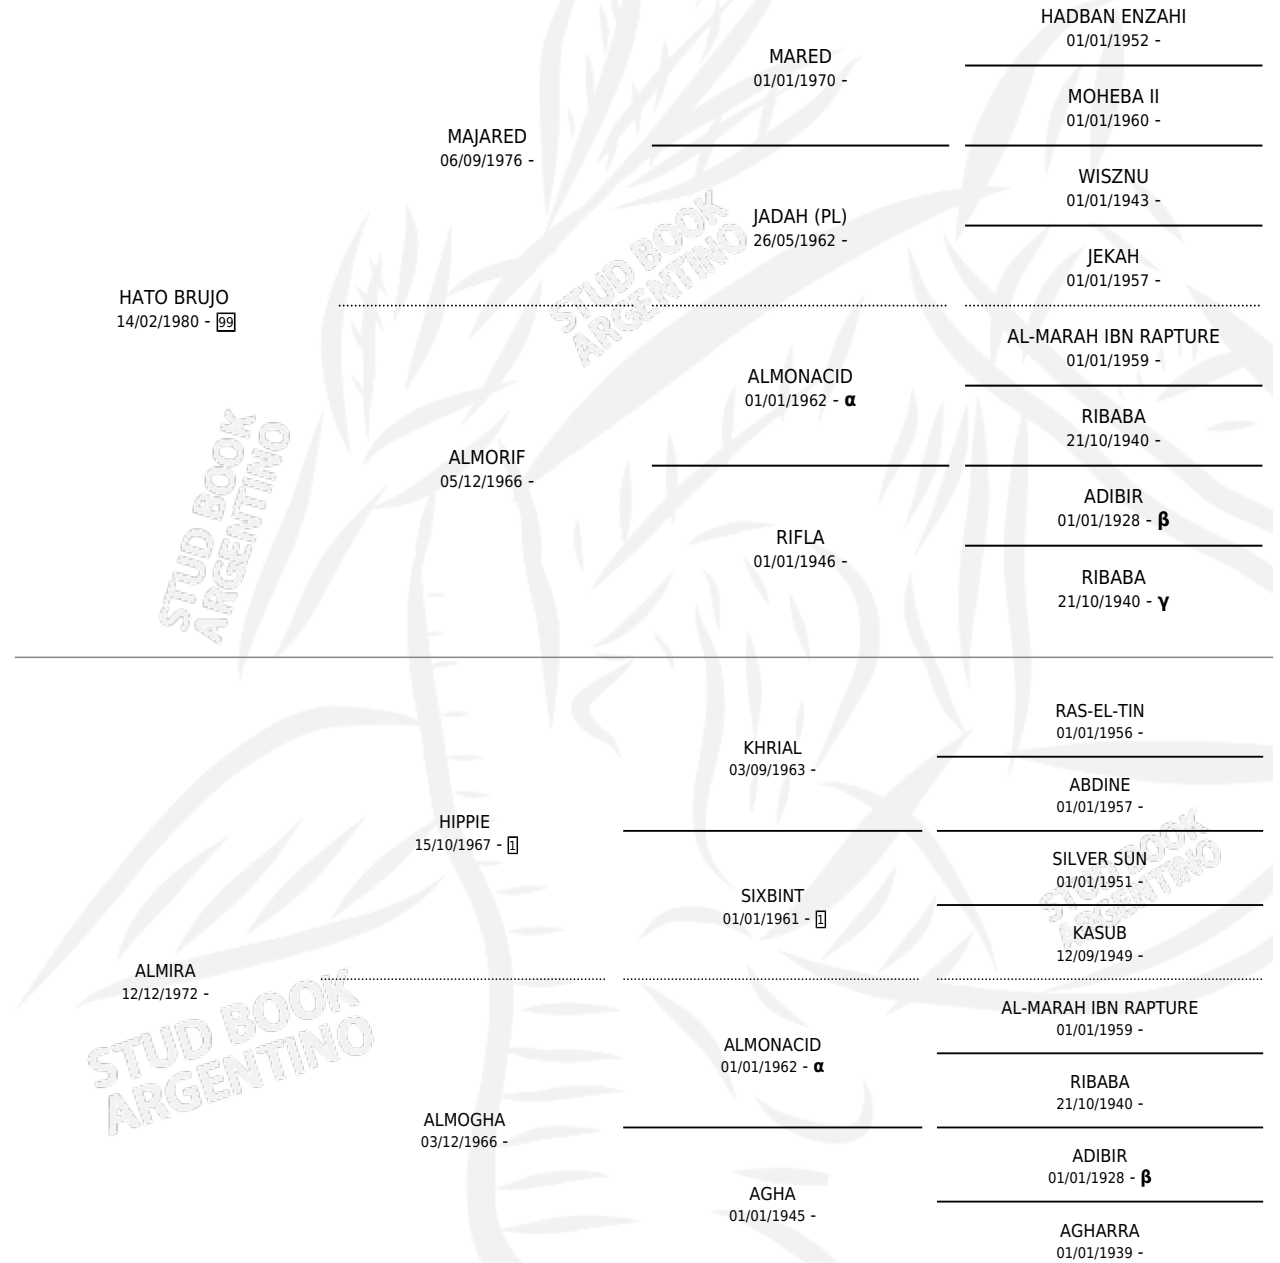 HADBAN ENZAHI
01/01/1952 -
MARED
01/01/1970 -
MOHEBA II
01/01/1960 -
MAJARED
06/09/1976 -
WISZNU
01/01/1943 -
JADAH (PL)
26/05/1962 -
JEKAH
01/01/1957 -
HATO BRUJO
14/02/1980 - 99
STUD BOOK
ARGENTINO
AL-MARAH IBN RAPTURE
01/01/1959 -
ALMONACID
01/01/1962 - α
RIBABA
21/10/1940 -
ALMORIF
05/12/1966 -
ADIBIR
01/01/1928 - β
RIFLA
01/01/1946 -
RIBABA
21/10/1940 - γ
STUD BOOK
ARGENTINO
RAS-EL-TIN
01/01/1956 -
KHRIAL
03/09/1963 -
ABDINE
01/01/1957 -
HIPPIE
15/10/1967 - 1
SILVER SUN
01/01/1951 -
SIXBINT
01/01/1961 - 1
KASUB
12/09/1949 -
STUD BOOK
ARGENTINO
ALMIRA
12/12/1972 -
AL-MARAH IBN RAPTURE
01/01/1959 -
ALMONACID
01/01/1962 - α
RIBABA
21/10/1940 -
STUD BOOK
ARGENTINO
ALMOGHA
03/12/1966 -
ADIBIR
01/01/1928 - β
AGHA
01/01/1945 -
AGHARRA
01/01/1939 -